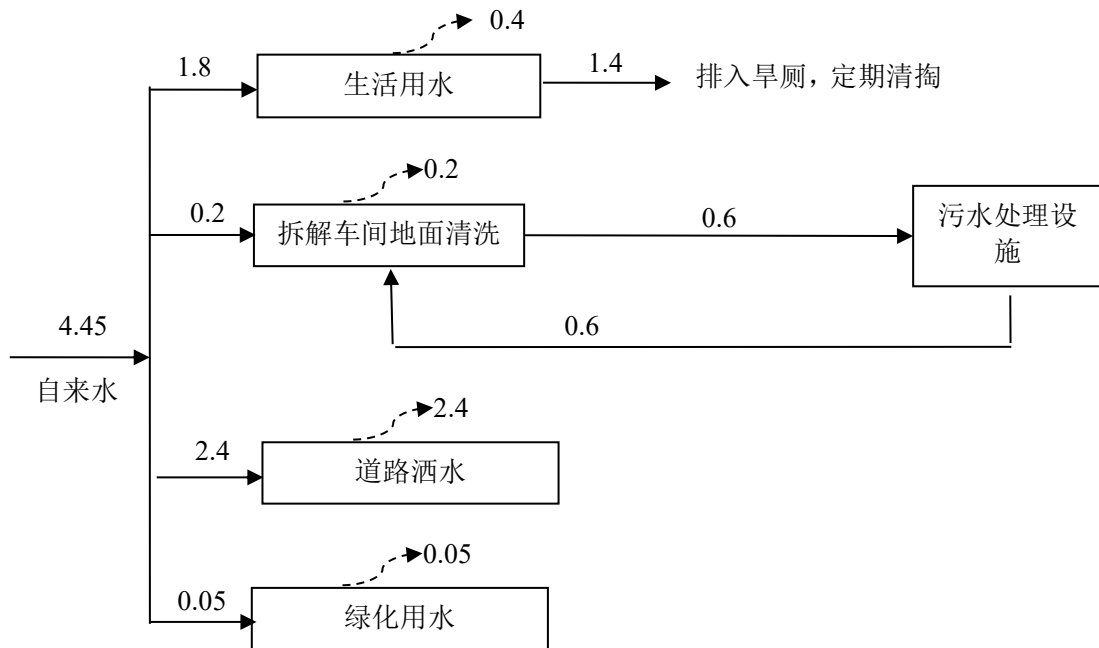 0.4
1.8
生活用水
1.4
排入旱厕，定期清掏
0.2
0.2
拆解车间地面清洗
0.6
污水处理设
施
0.6
4.45
自来水
2.4
2.4
道路洒水
0.05
0.05
绿化用水